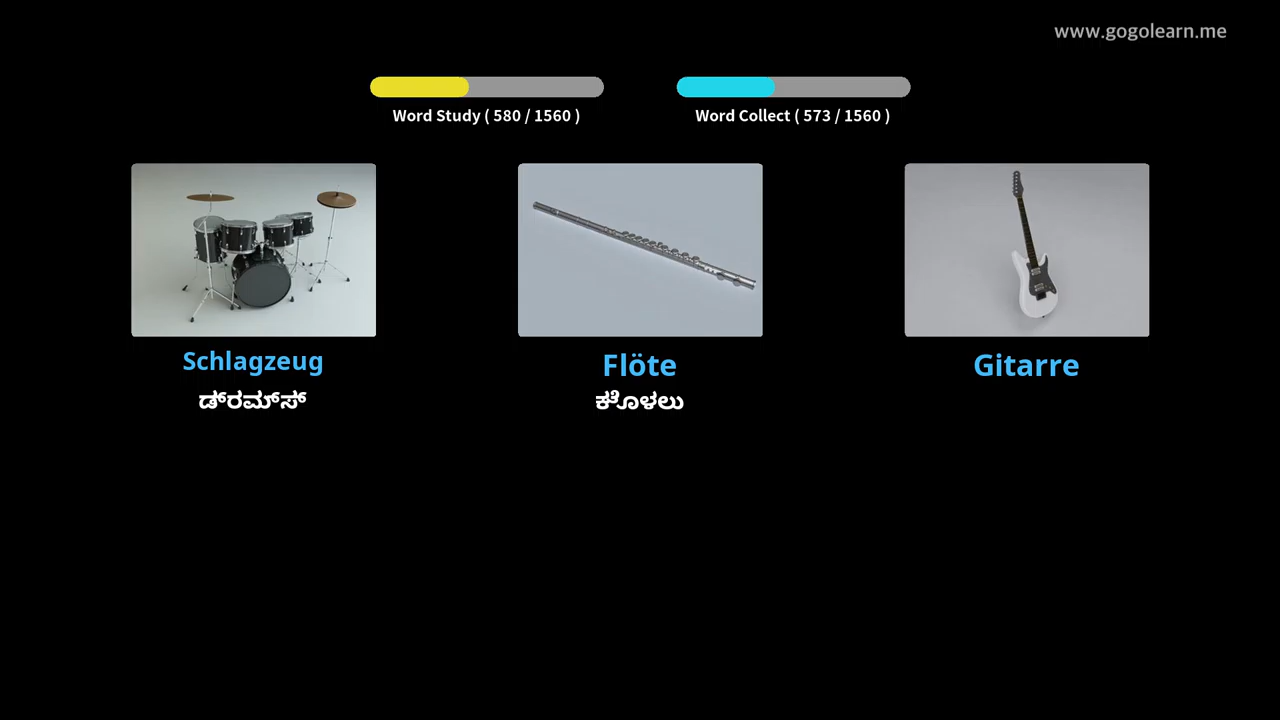 www.gogolearn.me
Word Study ( 580 / 1560 )
Word Collect ( 573 / 1560 )
Schlagzeug
Flöte
Gitarre
ಡ್ರಮ್ಸ್
ಕೊಳಲು